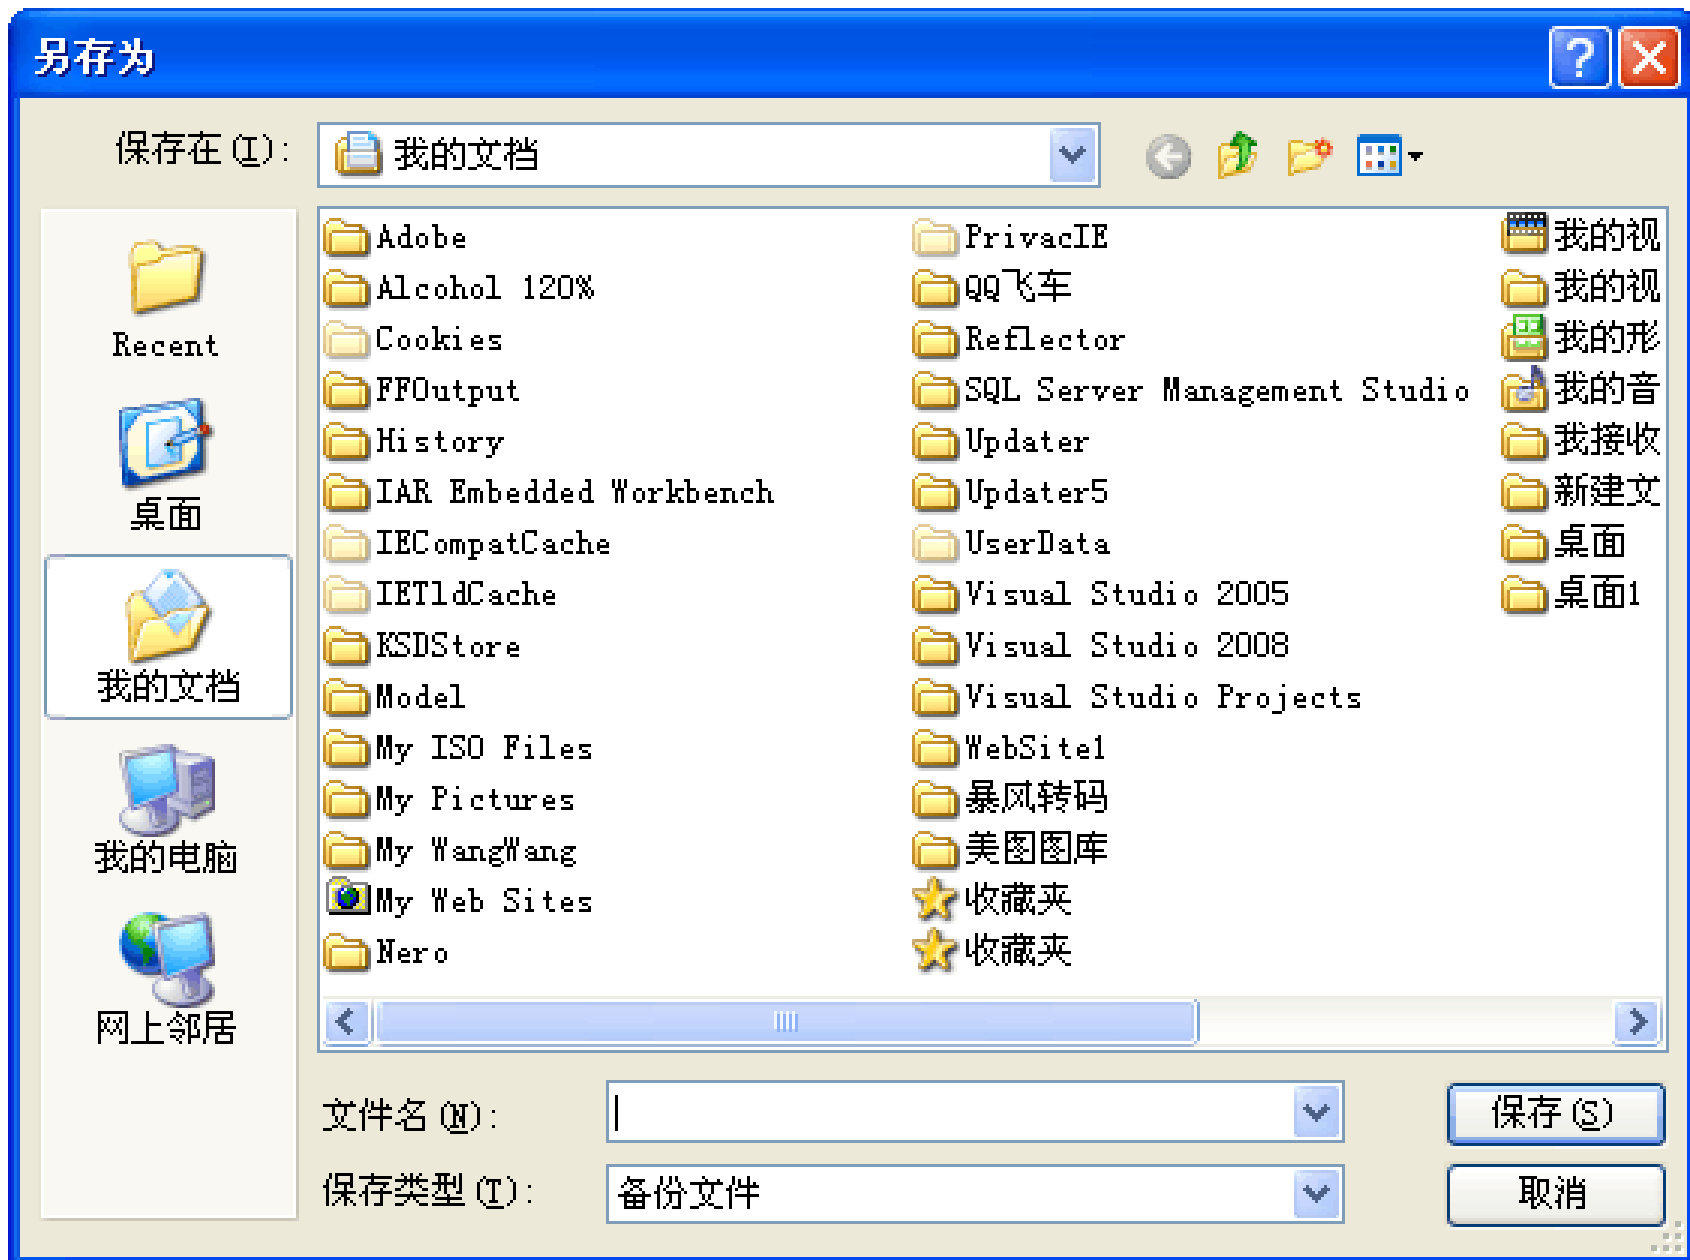 另存为
保存在(I):
我的文档
Recent
桌面
我的文档
我的电脑
网上邻居
Adobe
Alcohol 120%
Cookies
FFOutput
History
IAR Embedded Workbench
IECompatCache
IETldCache
KSDStore
Model
My ISO Files
My Pictures
My WangWang
My Web Sites
Nero
PrivacIE
QQ飞车
Reflector
SQL Server Management Studio
Updater
Updater5
UserData
Visual Studio 2005
Visual Studio 2008
Visual Studio Projects
WebSite1
暴风转码
美图图库
收藏夹
收藏夹
我的视
我的视
我的形
我的音
我接收
新建文
桌面
桌面1
文件名(N):
保存(S)
保存类型(T):
备份文件
取消